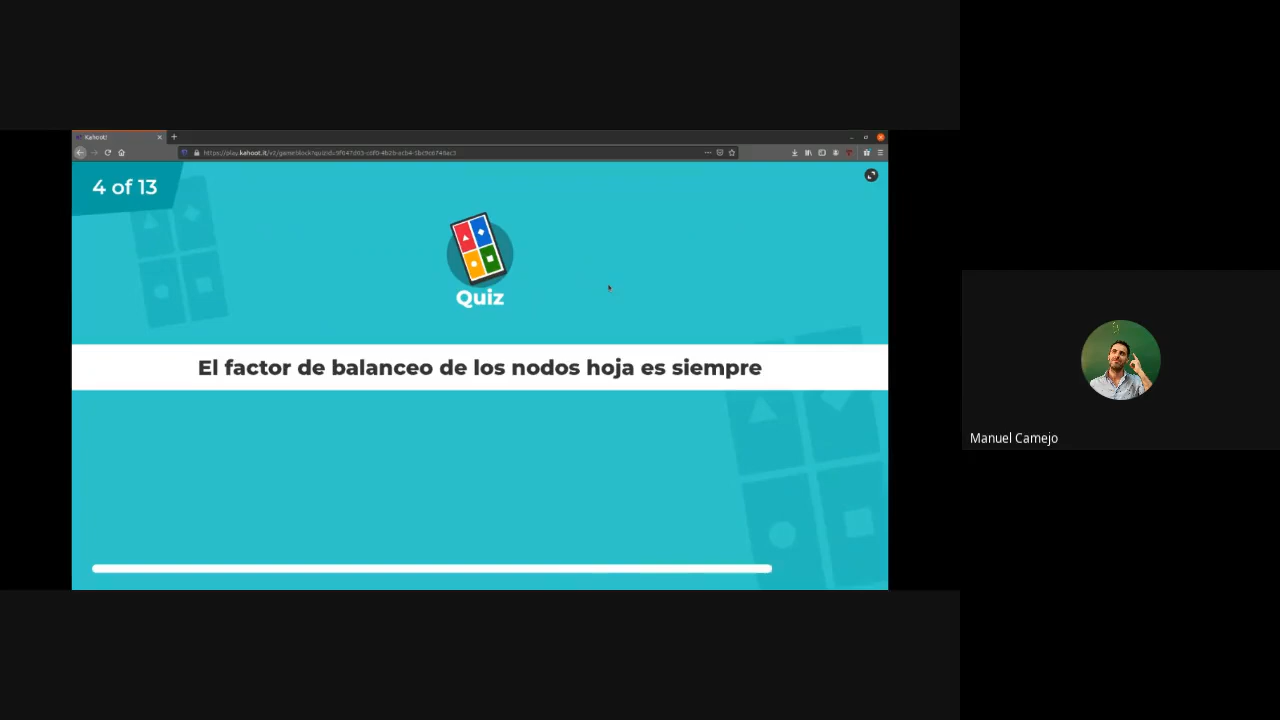 Kahoot!
4 of 13
Quiz
El factor de balanceo de los nodos hoja es siempre
Manuel Camejo